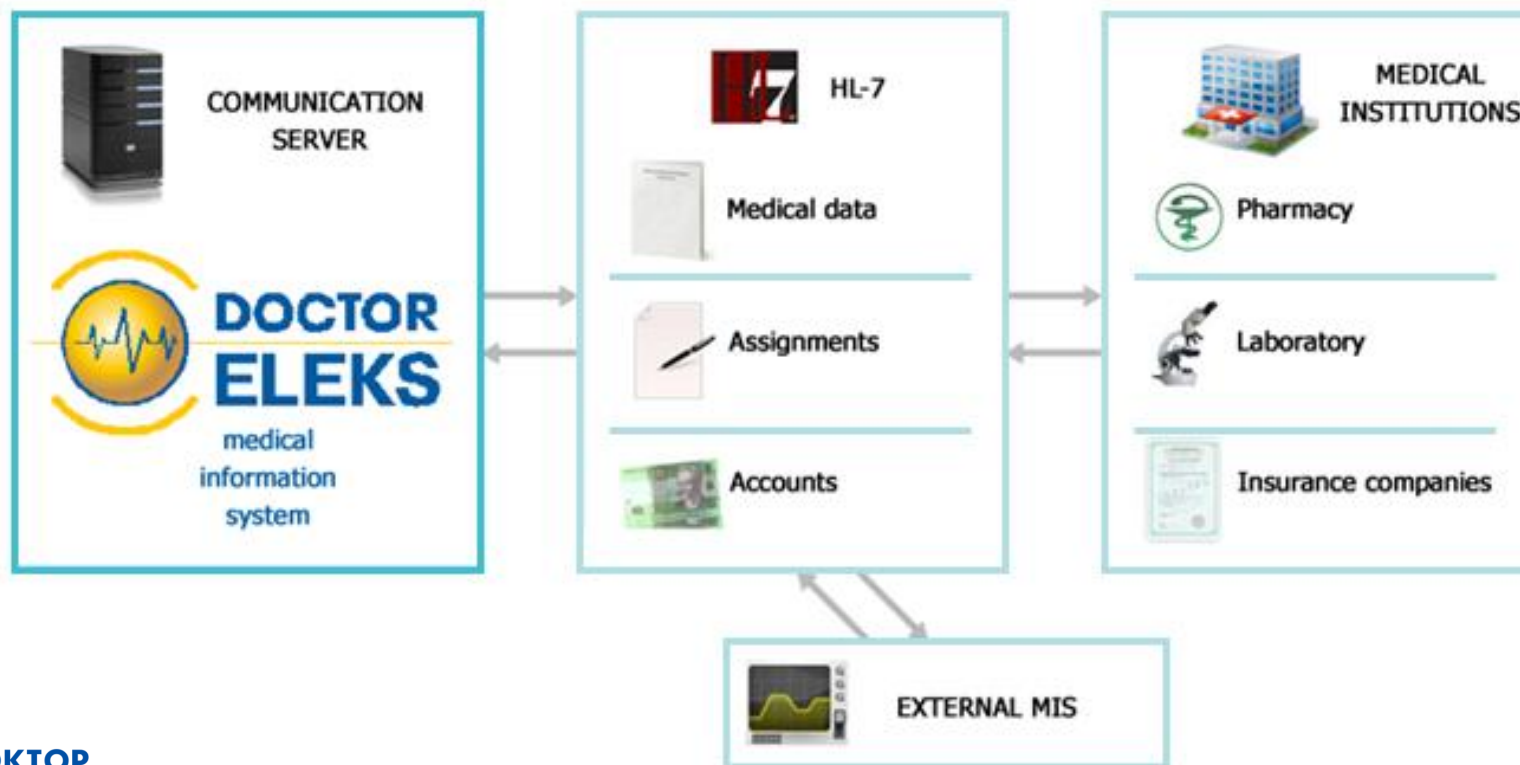 COMMUNICATION
SERVER
DOCTOR
ELEKS
medical
information
system
HL-7
Medical data
Assignments
Accounts
MEDICAL
INSTITUTIONS
Pharmacy
Laboratory
Insurance companies
EXTERNAL MIS